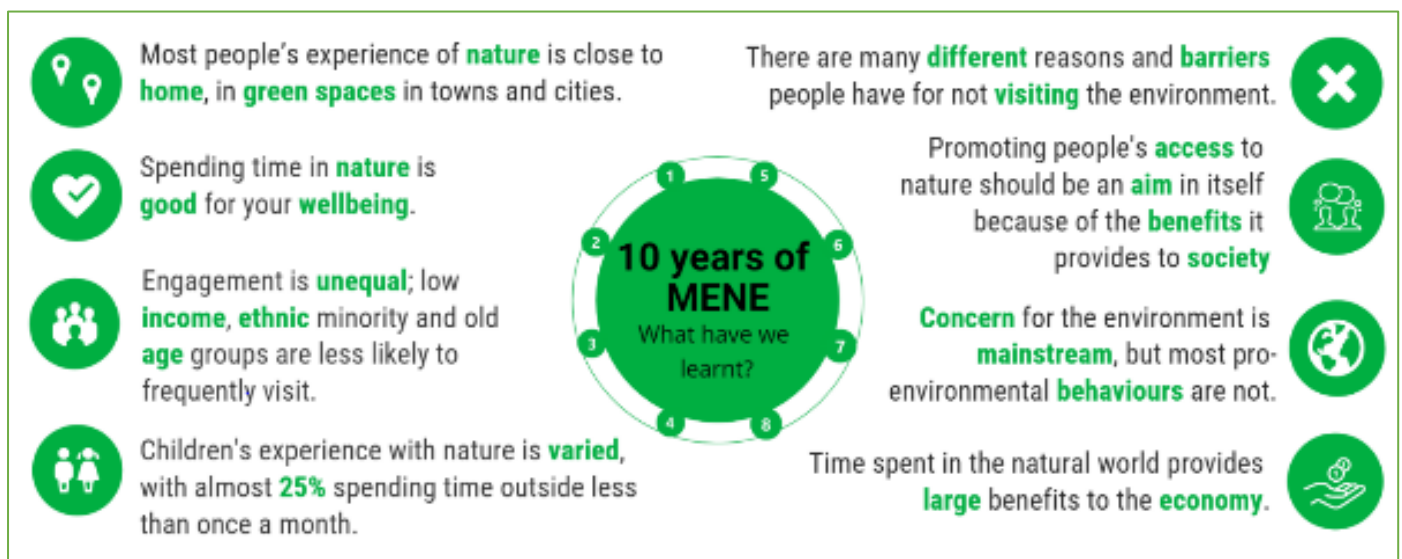 Most people's experience of nature is close to
home, in green spaces in towns and cities.
Spending time in nature is
good for your wellbeing.
Engagement is unequal; low
income, ethnic minority and old
age groups are less likely to
frequently visit.
Children's experience with nature is varied,
with almost 25% spending time outside less
than once a month.
1
2
3
4
5
6
7
8
10 years of
MENE
What have we
learnt?
There are many different reasons and barriers
people have for not visiting the environment.
Promoting people's access to
nature should be an aim in itself
because of the benefits it
provides to society
Concern for the environment is
mainstream, but most pro-
environmental behaviours are not.
Time spent in the natural world provides
large benefits to the economy.